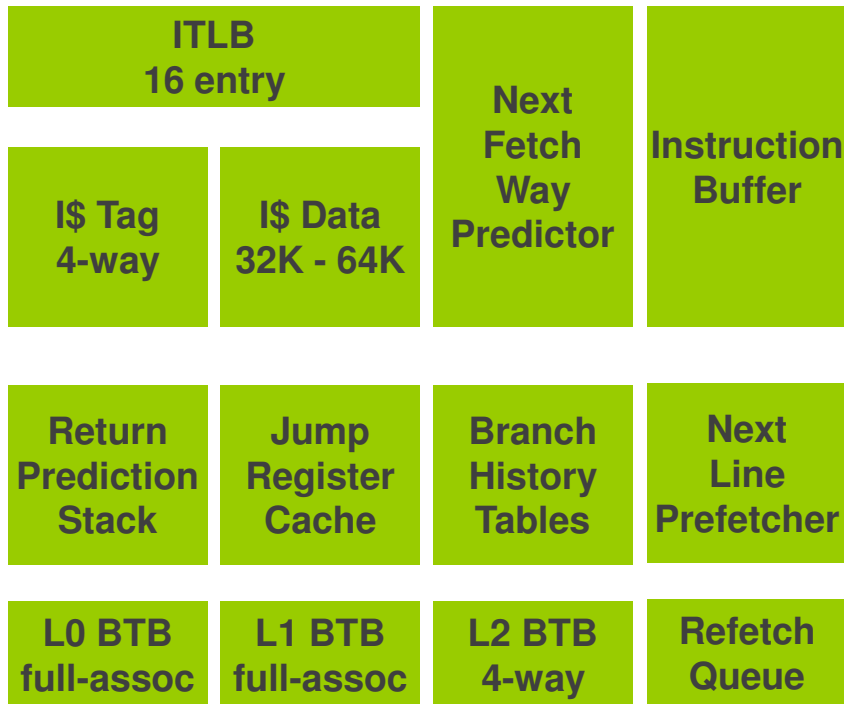 ITLB
16 entry
Next
Fetch
Way
Predictor
Instruction
Buffer
I$ Tag
4-way
I$ Data
32K - 64K
Return
Prediction
Stack
Jump
Register
Cache
Branch
History
Tables
Next
Line
Prefetcher
L0 BTB
full-assoc
L1 BTB
full-assoc
L2 BTB
4-way
Refetch
Queue